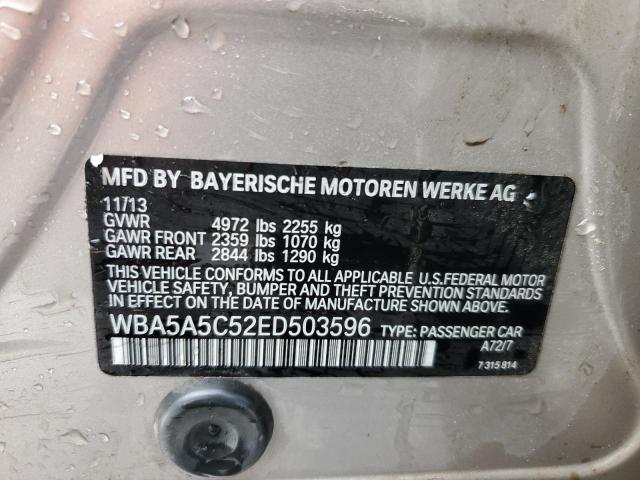 MFD BY BAYERISCHE MOTOREN WERKE AG
11/13
GVWR 4972 lbs 2255 kg
GAWR FRONT 2359 lbs 1070 kg
GAWR REAR 2844 lbs 1290 kg
THIS VEHICLE CONFORMS TO ALL APPLICABLE U.S.FEDERAL MOTOR
VEHICLE SAFETY, BUMPER AND THEFT PREVENTION STANDARDS
IN EFFECT ON THE DATE OF MANUFACTURE SHOWN ABOVE.
WBA5A5C52ED503596 TYPE: PASSENGER CAR
A72/7
7 315 814